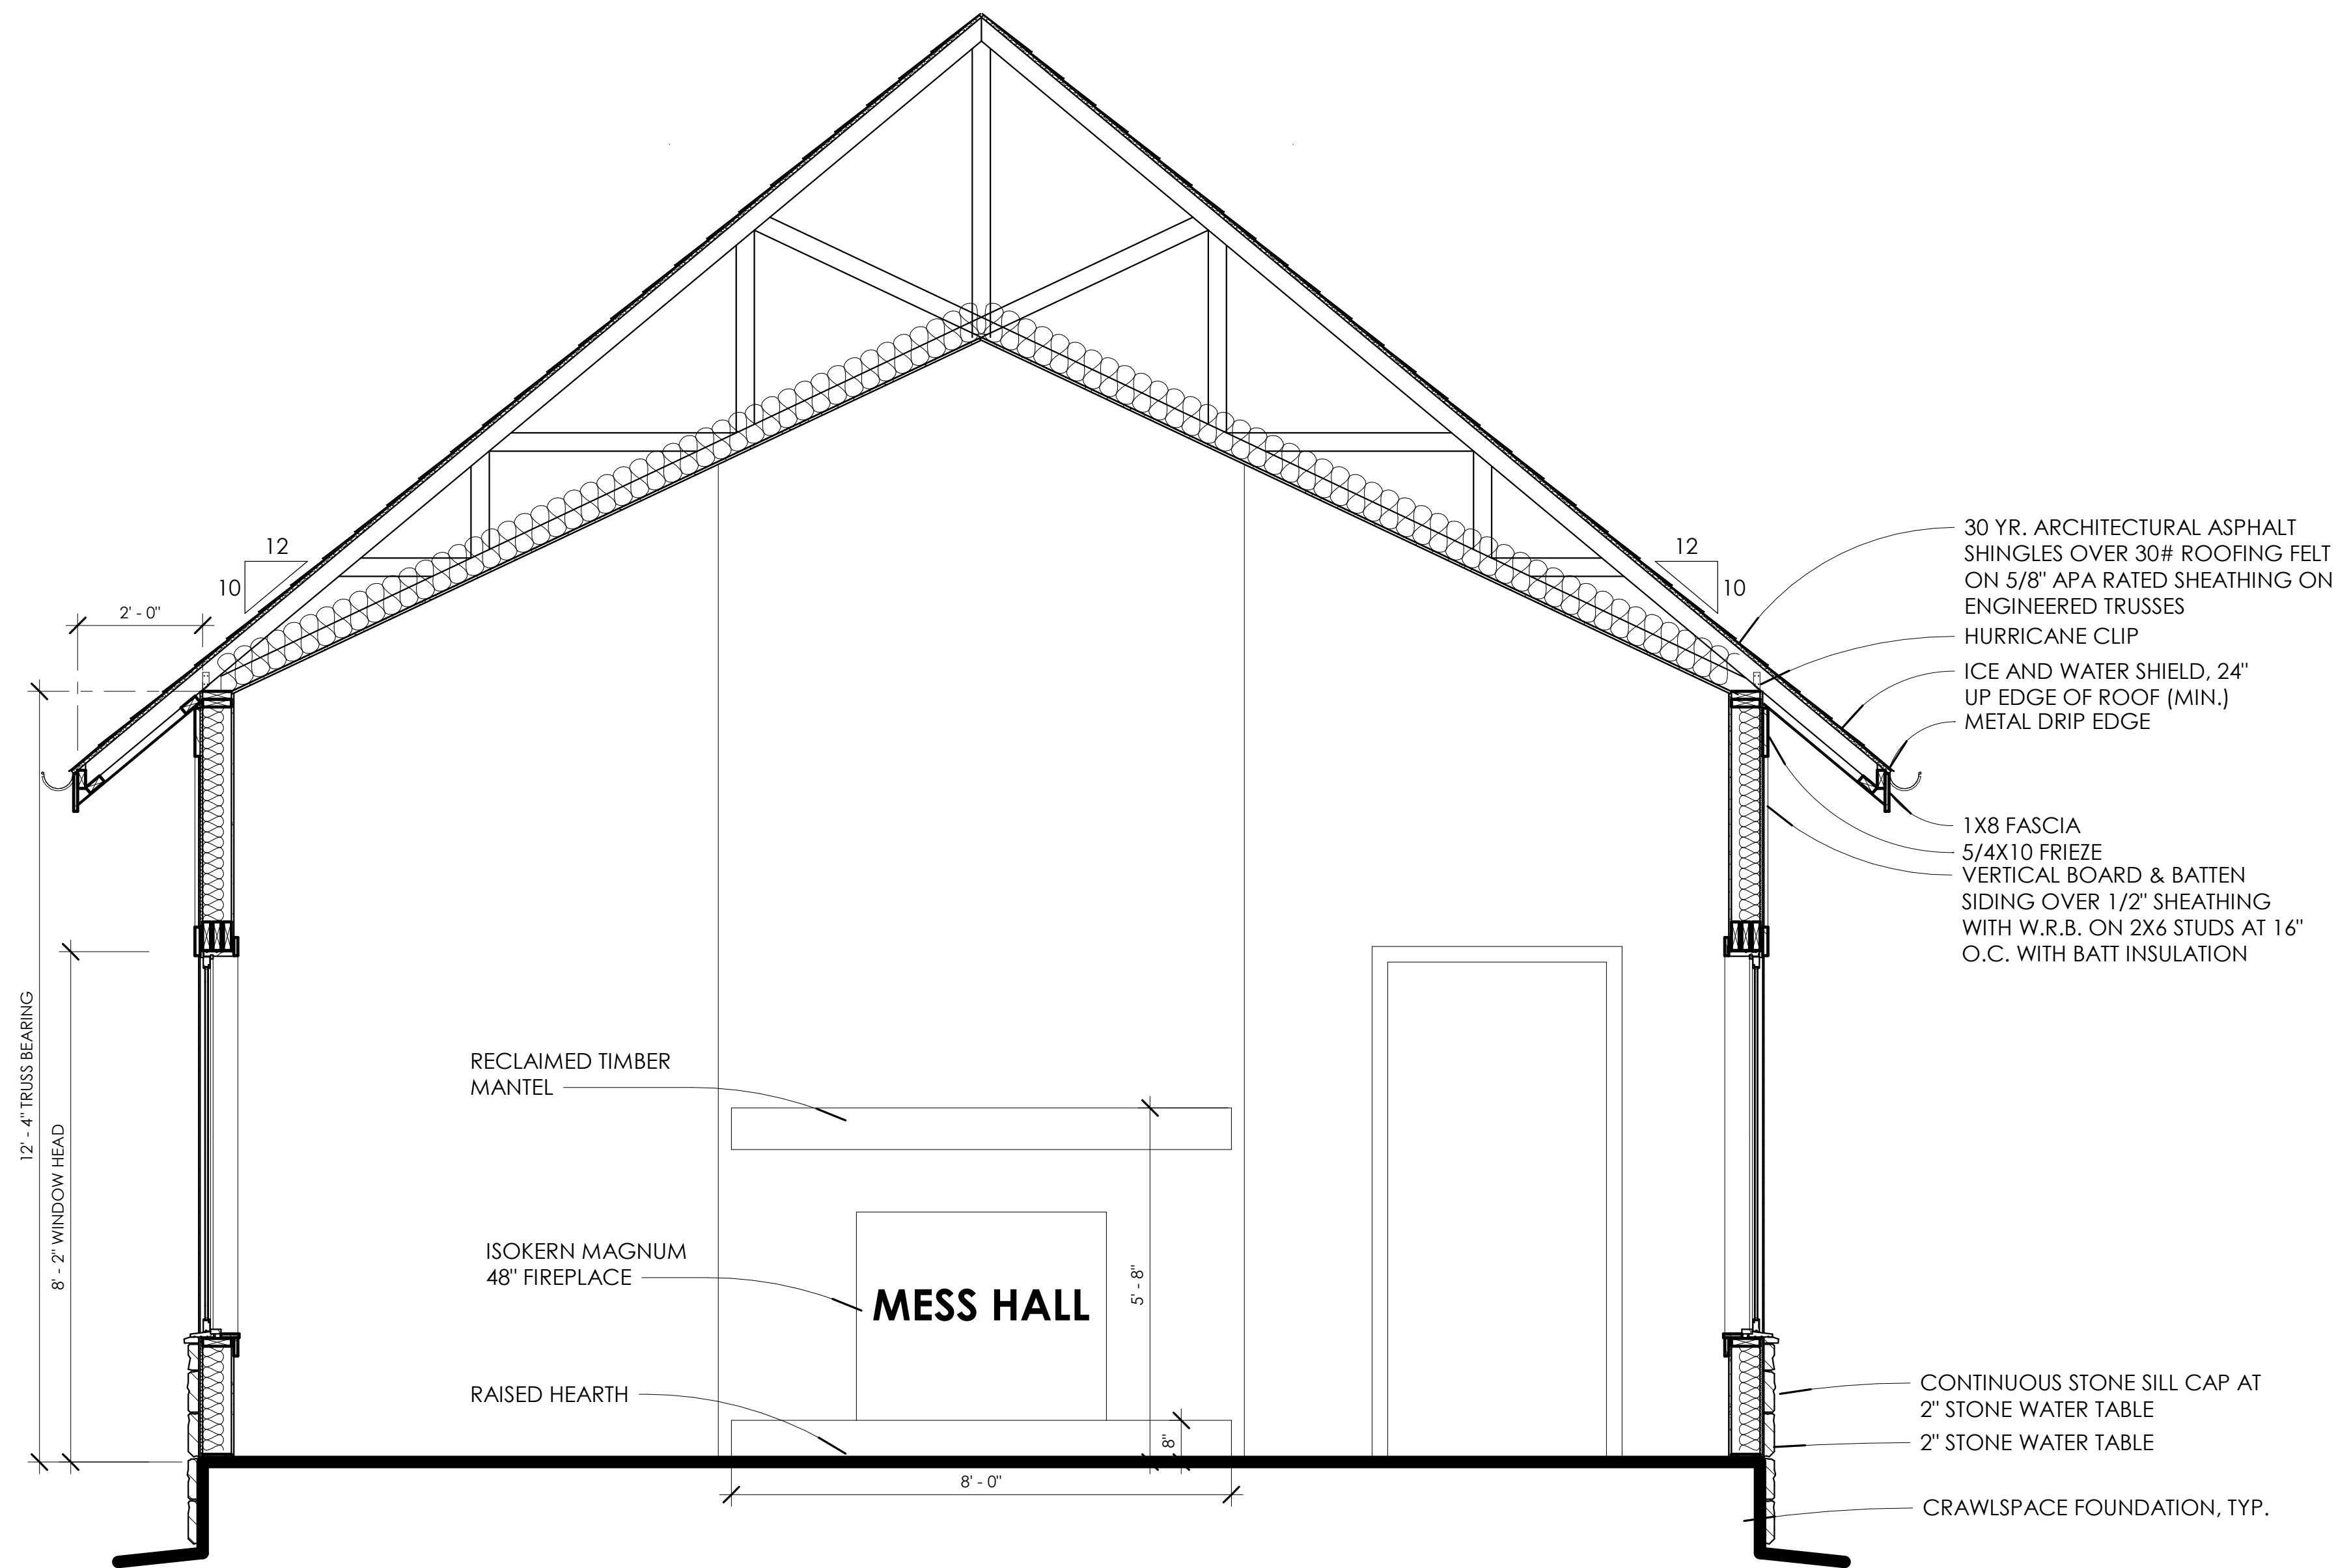 12
10
2' - 0"
12
10
30 YR. ARCHITECTURAL ASPHALT
SHINGLES OVER 30# ROOFING FELT
ON 5/8" APA RATED SHEATHING ON
ENGINEERED TRUSSES
HURRICANE CLIP
ICE AND WATER SHIELD, 24"
UP EDGE OF ROOF (MIN.)
METAL DRIP EDGE
1X8 FASCIA
5/4X10 FRIEZE
VERTICAL BOARD & BATTEN
SIDING OVER 1/2" SHEATHING
WITH W.R.B. ON 2X6 STUDS AT 16"
O.C. WITH BATT INSULATION
12' - 4" TRUSS BEARING
8' - 2" WINDOW HEAD
RECLAIMED TIMBER
MANTEL
ISOKERN MAGNUM
48" FIREPLACE
MESS HALL
5' - 8"
RAISED HEARTH
8"
8' - 0"
CONTINUOUS STONE SILL CAP AT
2" STONE WATER TABLE
2" STONE WATER TABLE
CRAWLSPACE FOUNDATION, TYP.